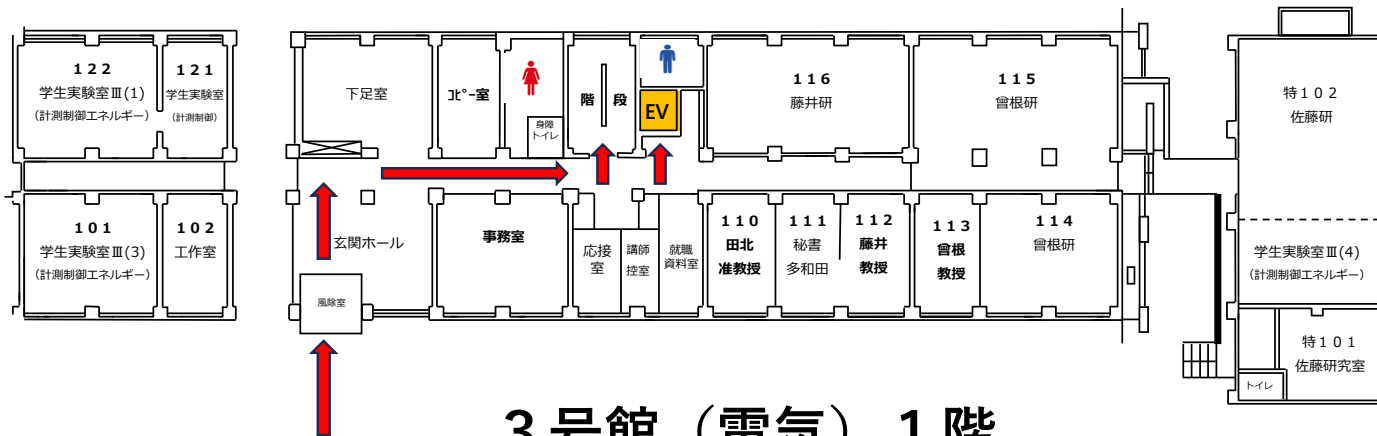 122
学生実験室Ⅲ(1)
(計測制御エネルギー)
121
学生実験室
(計測制御)
下足室
ｺﾋﾟｰ室
身障
トイレ
階 段
EV
116
藤井研
115
曾根研
特102
佐藤研
101
学生実験室Ⅲ(3)
(計測制御エネルギー)
102
工作室
玄関ホール
風除室
事務室
応接
室
講師
控室
就職
資料室
110
田北
准教授
111
秘書
多和田
112
藤井
教授
113
曾根
教授
114
曾根研
学生実験室Ⅲ(4)
(計測制御エネルギー)
特101
佐藤研究室
トイレ
3号館（電気）1階